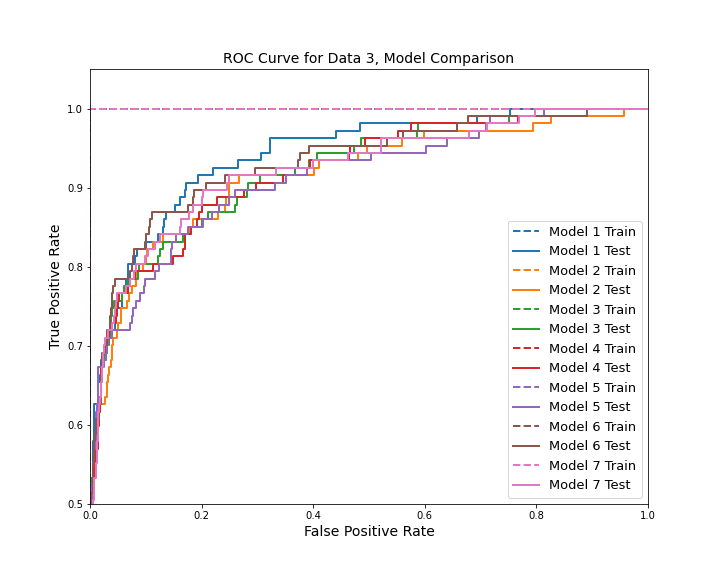 ROC Curve for Data 3, Model Comparison
True Positive Rate
1.0
0.9
0.8
0.7
0.6
0.5
0.0
0.2
0.4
0.6
0.8
1.0
False Positive Rate
Model 1 Train
Model 1 Test
Model 2 Train
Model 2 Test
Model 3 Train
Model 3 Test
Model 4 Train
Model 4 Test
Model 5 Train
Model 5 Test
Model 6 Train
Model 6 Test
Model 7 Train
Model 7 Test